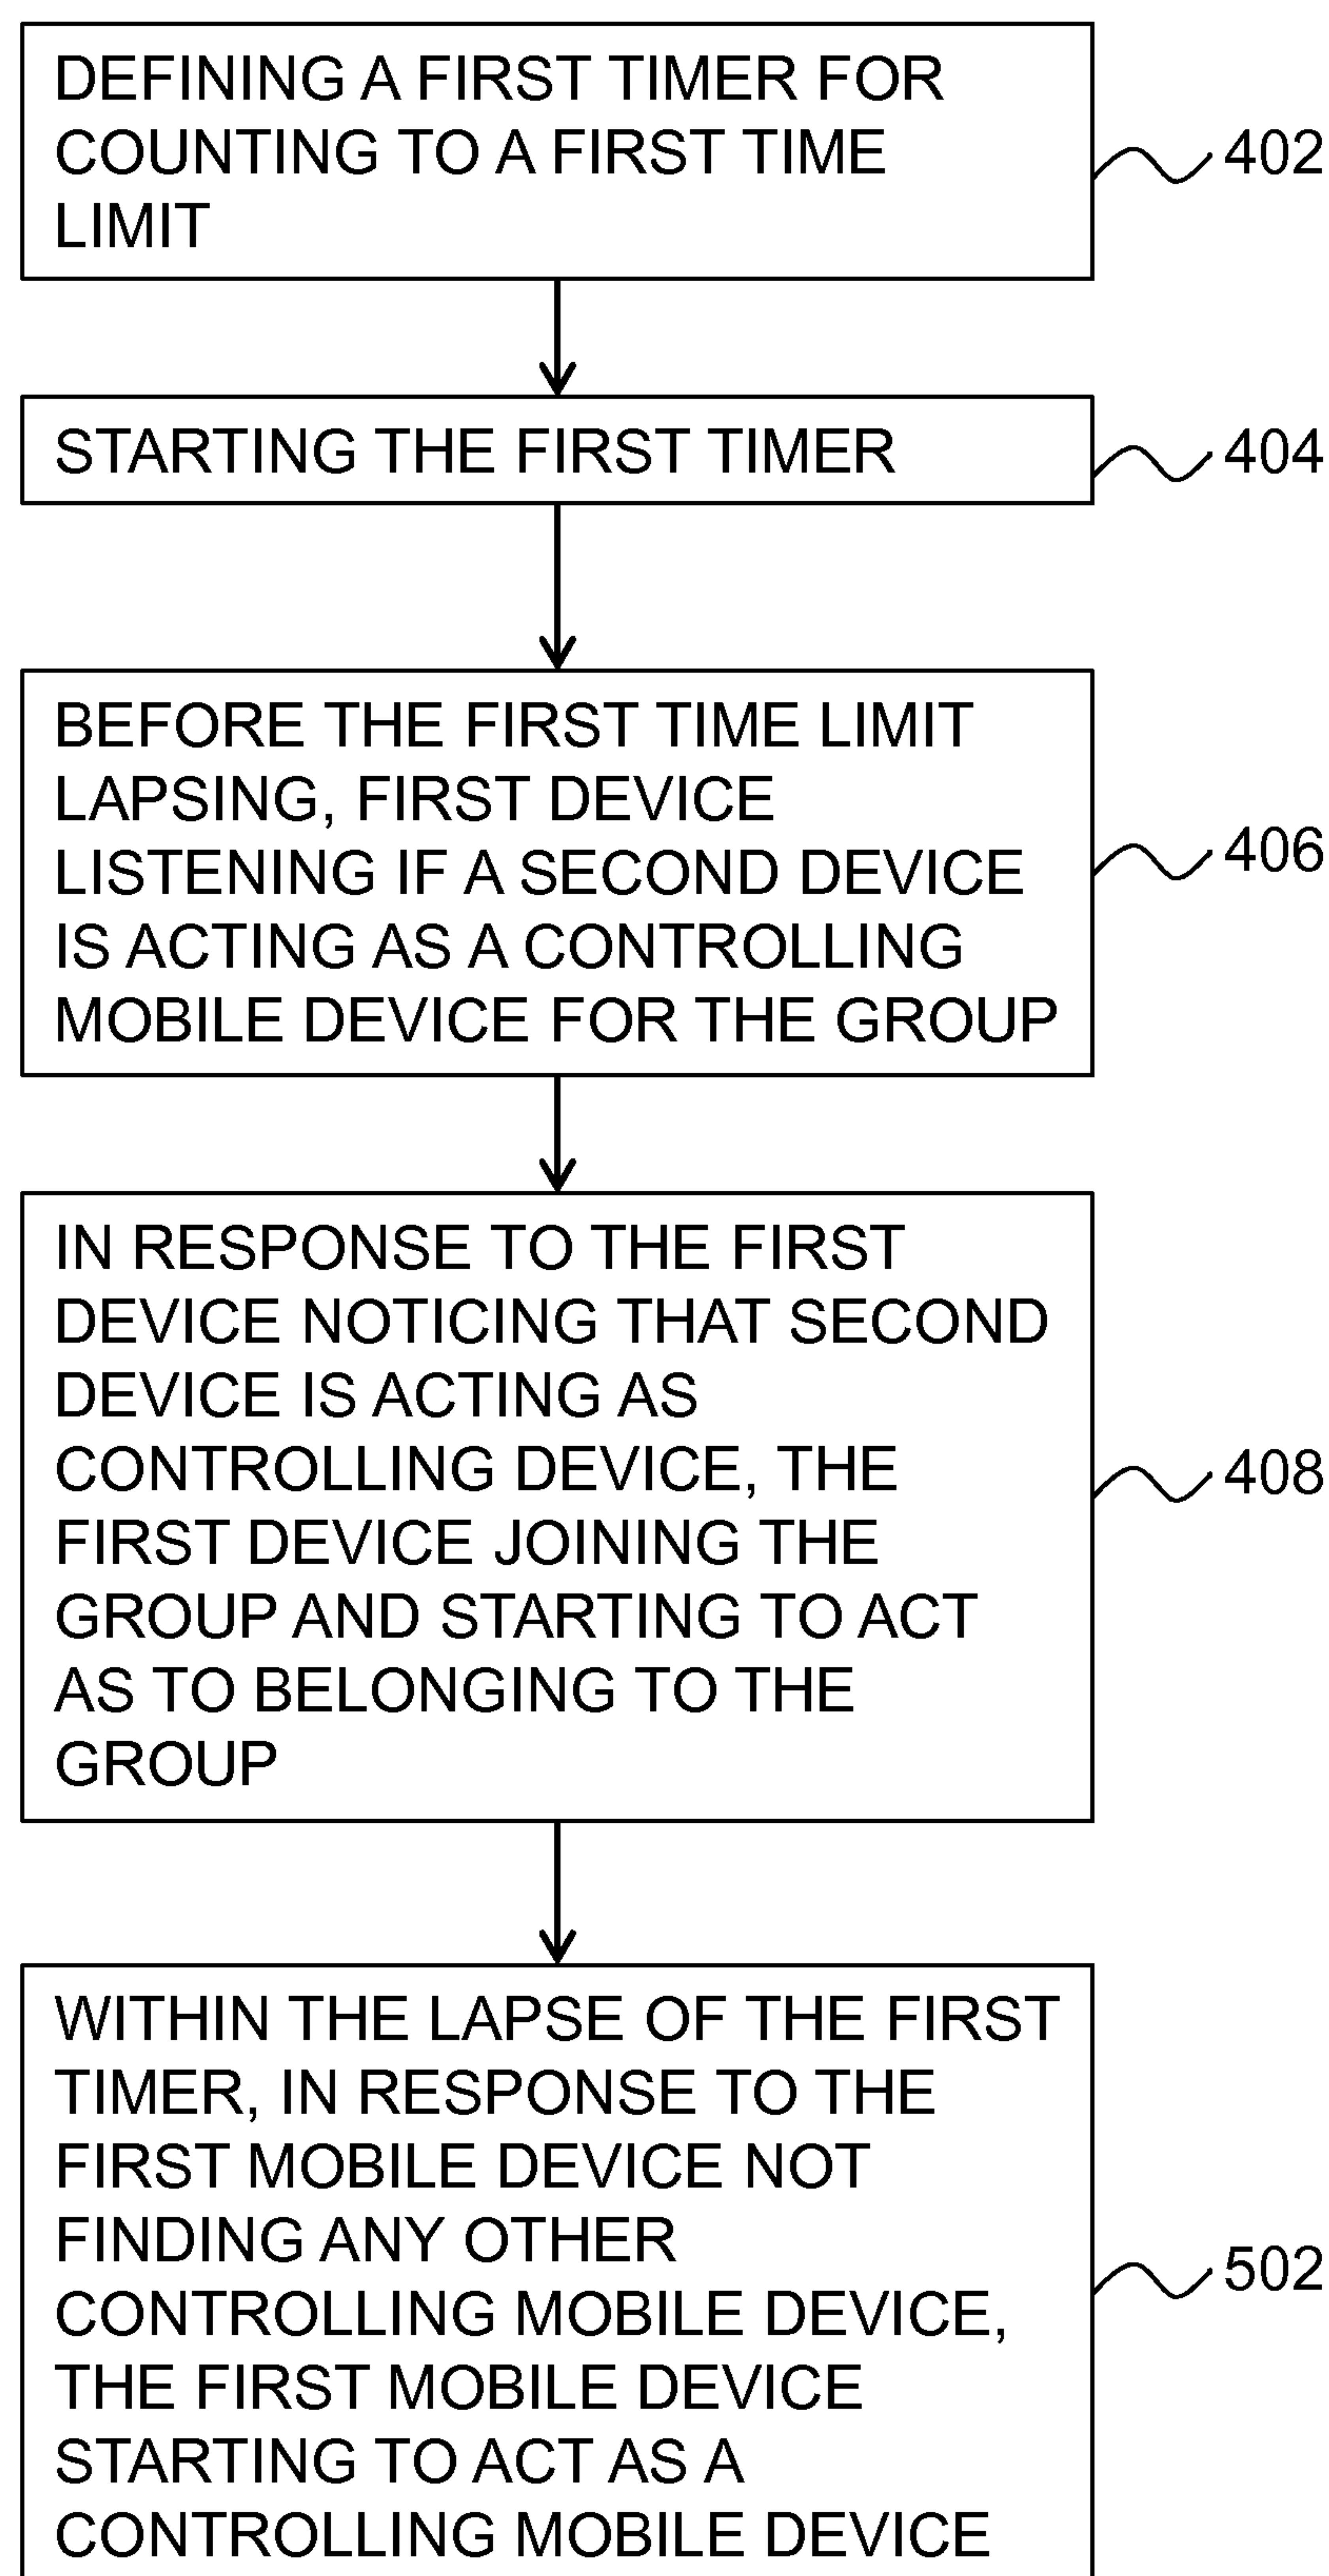 DEFINING A FIRST TIMER FOR
COUNTING TO A FIRST TIME
LIMIT
402
STARTING THE FIRST TIMER
404
BEFORE THE FIRST TIME LIMIT
LAPSING, FIRST DEVICE
LISTENING IF A SECOND DEVICE
IS ACTING AS A CONTROLLING
MOBILE DEVICE FOR THE GROUP
406
IN RESPONSE TO THE FIRST
DEVICE NOTICING THAT SECOND
DEVICE IS ACTING AS
CONTROLLING DEVICE, THE
FIRST DEVICE JOINING THE
GROUP AND STARTING TO ACT
AS TO BELONGING TO THE
GROUP
408
WITHIN THE LAPSE OF THE FIRST
TIMER, IN RESPONSE TO THE
FIRST MOBILE DEVICE NOT
FINDING ANY OTHER
CONTROLLING MOBILE DEVICE,
THE FIRST MOBILE DEVICE
STARTING TO ACT AS A
CONTROLLING MOBILE DEVICE
502